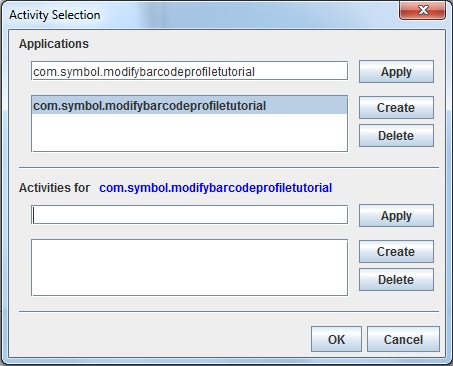 Activity Selection
Applications
com.symbol.modifybarcodeprofiletutorial
Apply
com.symbol.modifybarcodeprofiletutorial
Create
Delete
Activities for com.symbol.modifybarcodeprofiletutorial
Apply
Create
Delete
OK Cancel